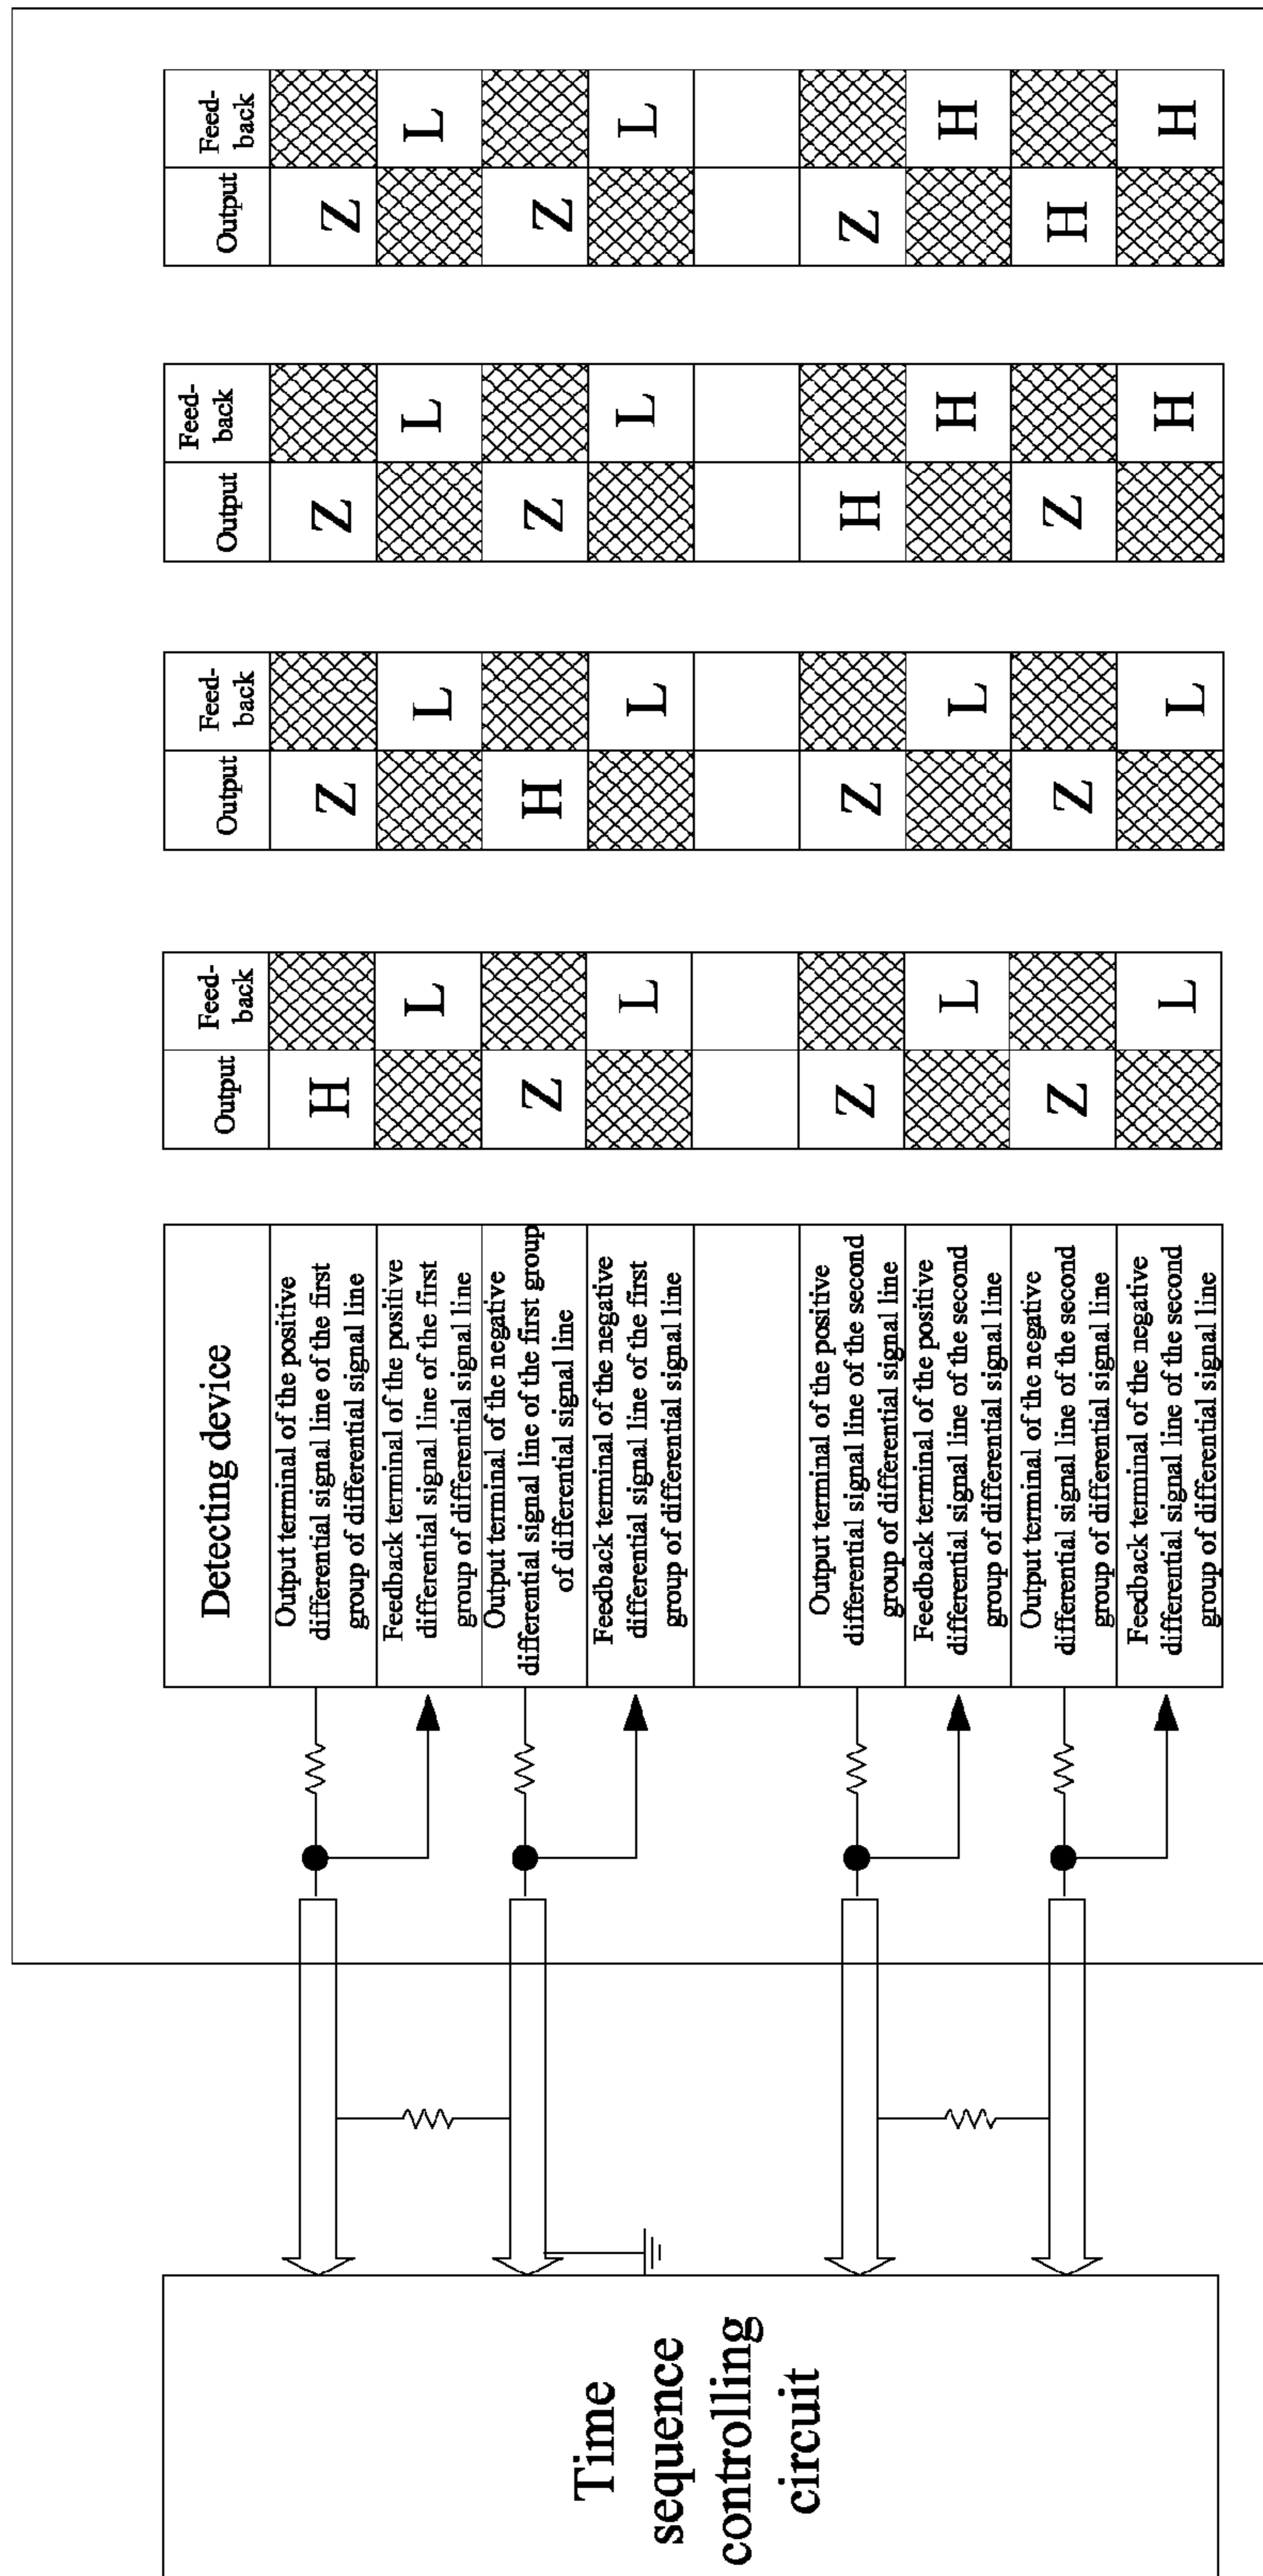 Time
sequence
controlling
circuit
Detecting device
Output terminal of the positive
differential signal line of the first
group of differential signal line
Feedback terminal of the positive
differential signal line of the first
group of differential signal line
Output terminal of the negative
differential signal line of the first group
of differential signal line
Feedback terminal of the negative
differential signal line of the first
group of differential signal line
Output terminal of the positive
differential signal line of the second
group of differential signal line
Feedback terminal of the positive
differential signal line of the second
group of differential signal line
Output terminal of the negative
differential signal line of the second
group of differential signal line
Feedback terminal of the negative
differential signal line of the second
group of differential signal line
Output
Feed-
back
H
L
Z
L
Z
L
Z
L
Output
Feed-
back
Z
L
H
L
Z
L
Z
L
Output
Feed-
back
Z
L
Z
L
H
H
Z
H
Output
Feed-
back
Z
L
Z
L
Z
H
H
H